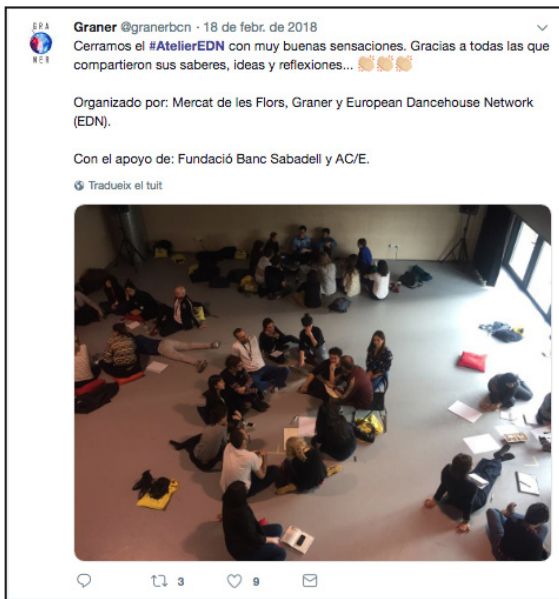 GRA
NER
Graner @granerbcn · 18 de febr. de 2018
Cerramos el #AtelierEDN con muy buenas sensaciones. Gracias a todas las que
compartieron sus saberes, ideas y reflexiones... 👏🏼👏🏼👏🏼
Organizado por: Mercat de les Flors, Graner y European Dancehouse Network
(EDN).
Con el apoyo de: Fundació Banc Sabadell y AC/E.
Tradueix el tuit
3
9